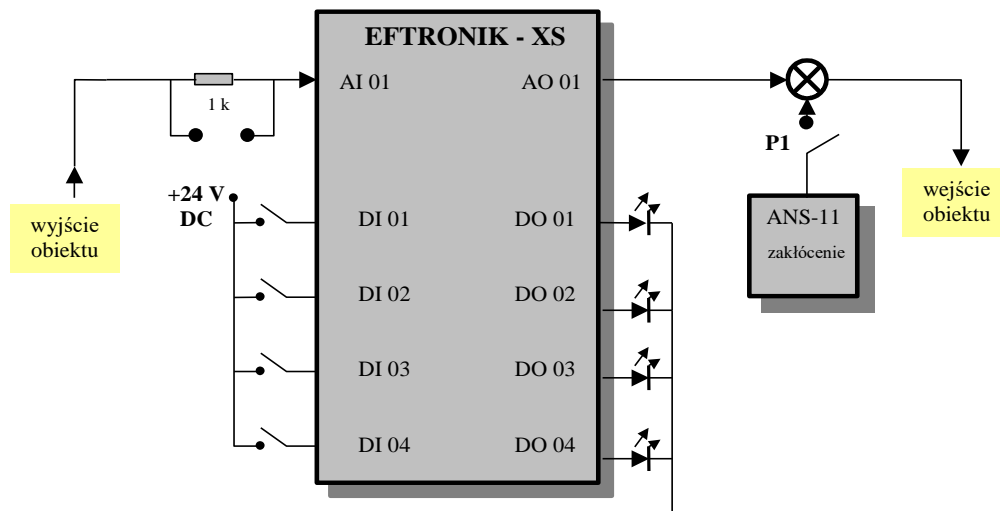 EFTRONIK - XS
AI 01
AO 01
1 k
P1
+24 V
DC
wyjście
obiektu
wejście
obiektu
DI 01
DO 01
ANS-11
zakłócenie
DI 02
DO 02
DI 03
DO 03
DI 04
DO 04